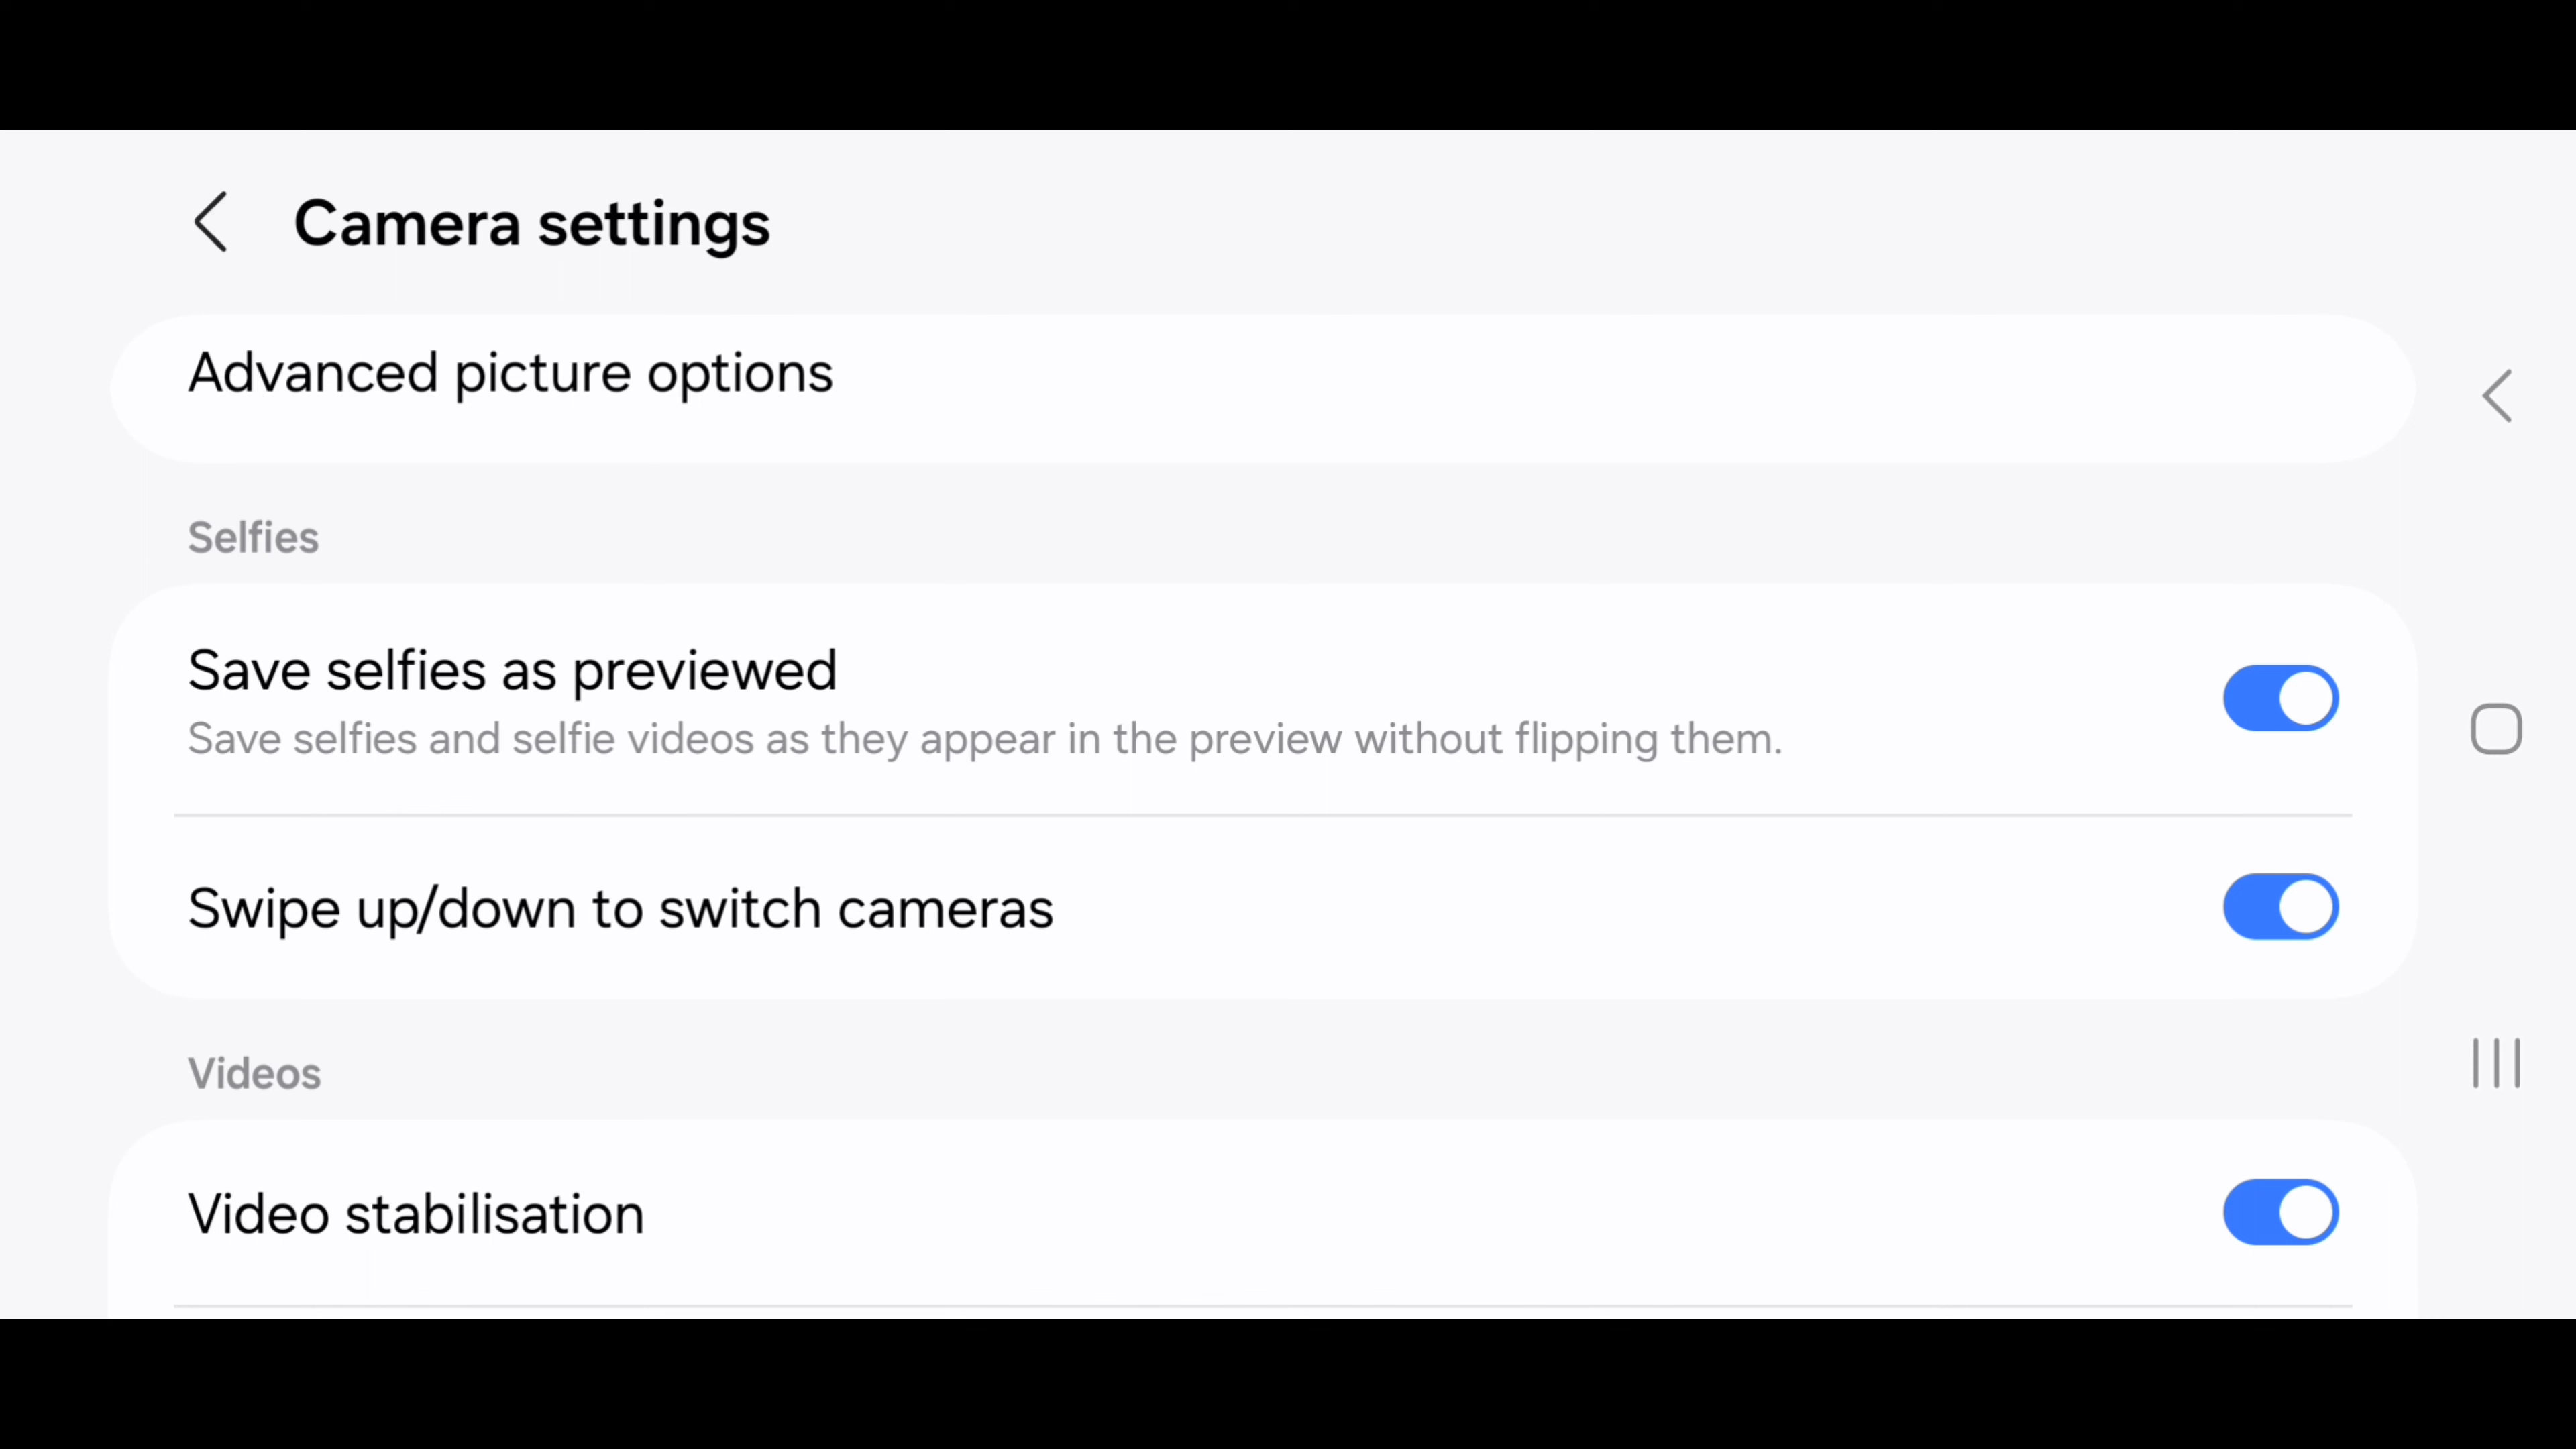 Camera settings
Advanced picture options
Selfies
Save selfies as previewed
Save selfies and selfie videos as they appear in the preview without flipping them.
Swipe up/down to switch cameras
Videos
Video stabilisation